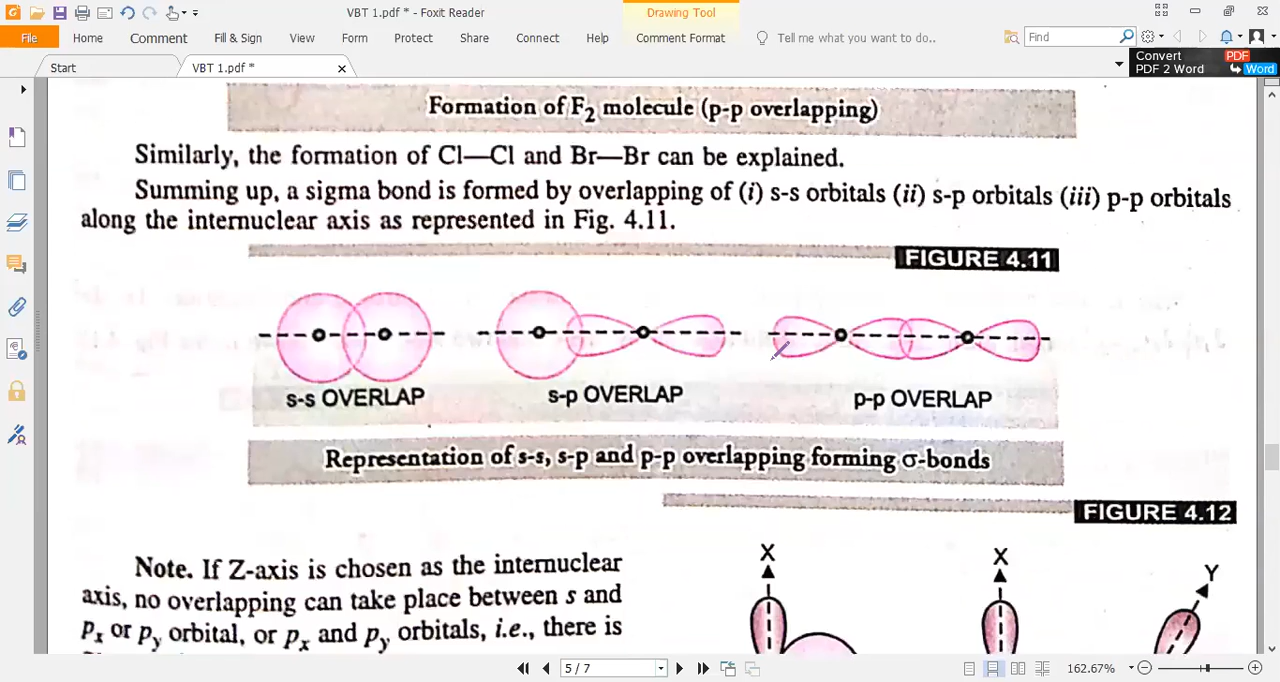 VBT 1.pdf * - Foxit Reader
Drawing Tool
File Home Comment Fill & Sign View Form Protect Share Connect Help Comment Format Tell me what you want to do.. Find
Start VBT 1.pdf *
Convert PDF
PDF 2 Word Word
Formation of F2 molecule (p-p overlapping)
Similarly, the formation of Cl—Cl and Br—Br can be explained.
Summing up, a sigma bond is formed by overlapping of (i) s-s orbitals (ii) s-p orbitals (iii) p-p orbitals
along the internuclear axis as represented in Fig. 4.11.
FIGURE 4.11
s-s OVERLAP s-p OVERLAP p-p OVERLAP
Representation of s-s, s-p and p-p overlapping forming σ-bonds
FIGURE 4.12
X X Y
Note. If Z-axis is chosen as the internuclear
axis, no overlapping can take place between s and
px or py orbital, or px and py orbitals, i.e., there is
5 / 7 162.67%